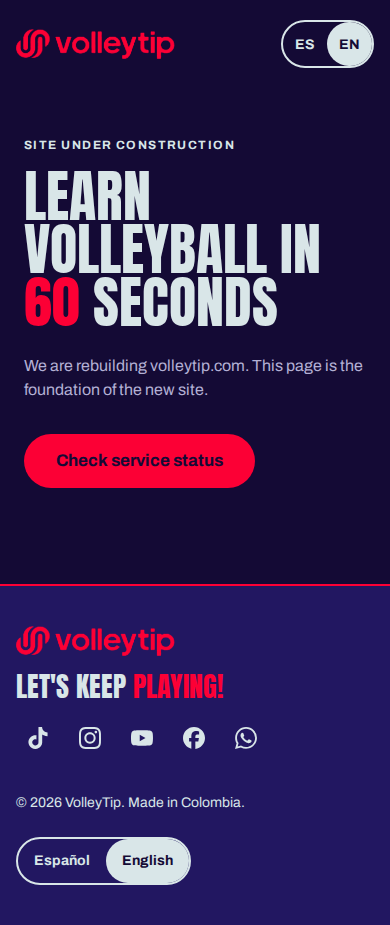 volleytip
ES EN
SITE UNDER CONSTRUCTION
LEARN
VOLLEYBALL IN
60 SECONDS
We are rebuilding volleytip.com. This page is the
foundation of the new site.
Check service status
volleytip
LET'S KEEP PLAYING!
© 2026 VolleyTip. Made in Colombia.
Español English